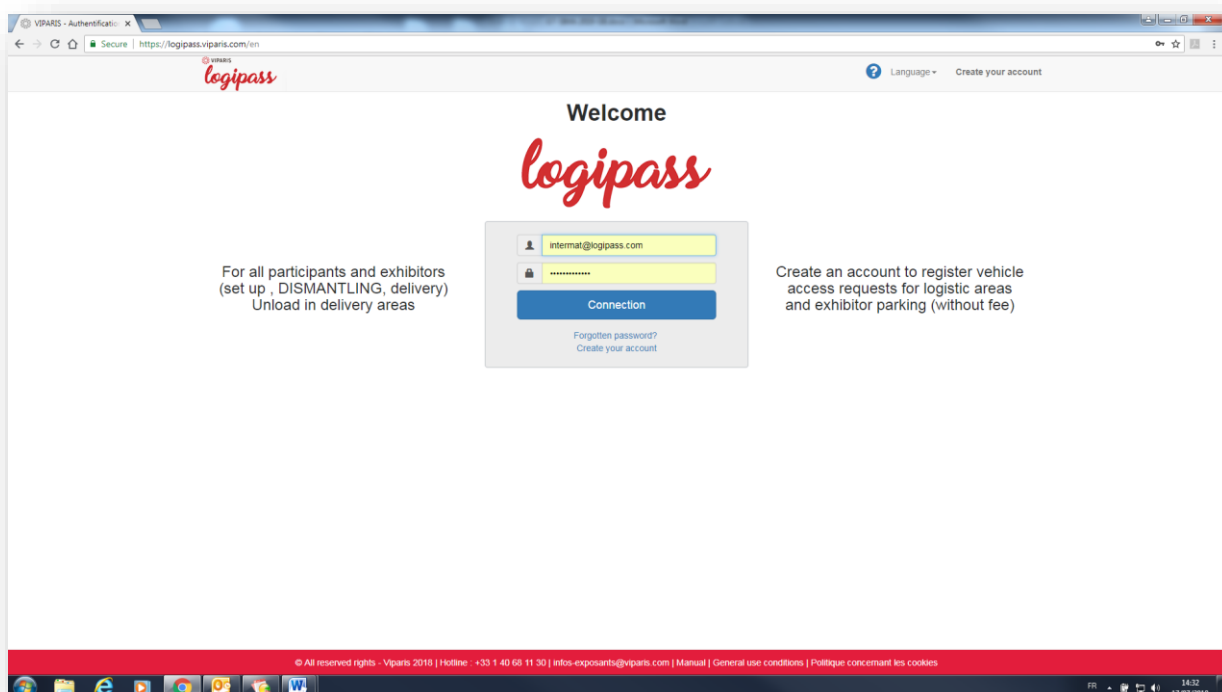 VIPARIS - Authentificatio
Secure | https://logipass.viparis.com/en
VIPARIS
logipass
Language
Create your account
Welcome
logipass
intermat@logipass.com
For all participants and exhibitors
(set up , DISMANTLING, delivery)
Unload in delivery areas
Connection
Forgotten password?
Create your account
Create an account to register vehicle
access requests for logistic areas
and exhibitor parking (without fee)
© All reserved rights - Viparis 2018 | Hotline : +33 1 40 68 11 30 | infos-exposants@viparis.com | Manual | General use conditions | Politique concernant les cookies
FR
14:32